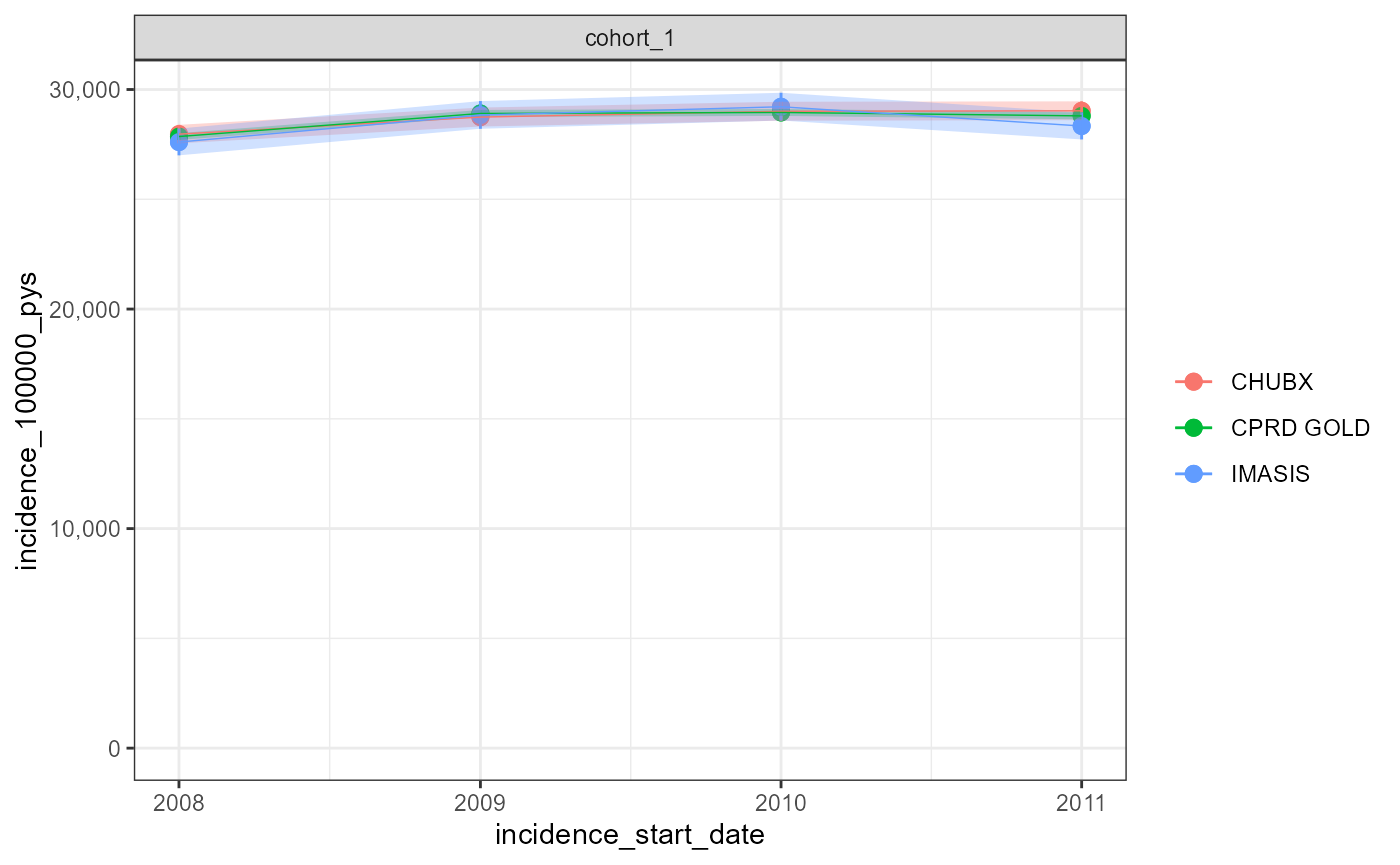 cohort_1
30,000
20,000
10,000
0
incidence_100000_pys
2008 2009 2010 2011
incidence_start_date
CHUBX
CPRD GOLD
IMASIS